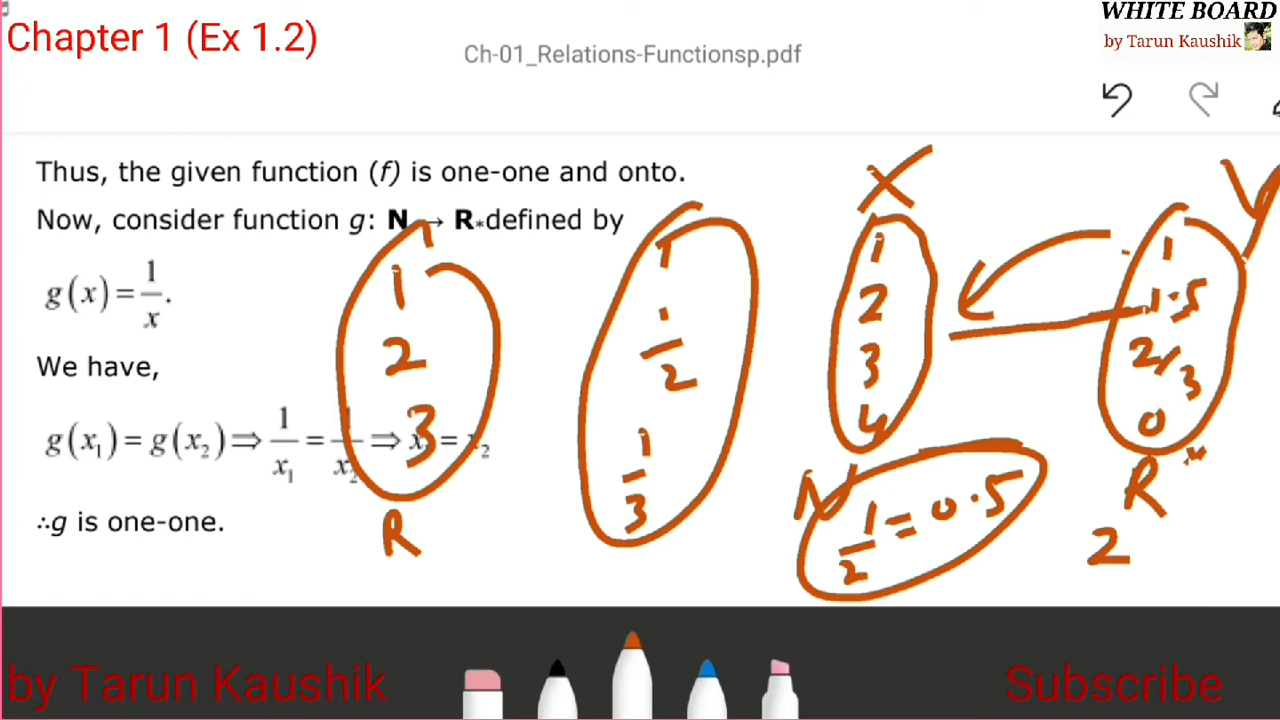 WHITE BOARD
Chapter 1 (Ex 1.2)
by Tarun Kaushik
Ch-01_Relations-Functionsp.pdf
Thus, the given function (f) is one-one and onto.
Now, consider function g: N → R*defined by
g(x) = 1/x.
We have,
g(x₁) = g(x₂) ⇒ 1/x₁ = 1/x₂ ⇒ x₁ = x₂
∴g is one-one.
1
2
3
R
1
1/2
1/3
X
1
2
3
4
N
1/2 = 0.5
Y
1
1.5
2/3
0
R*
2
by Tarun Kaushik
Subscribe